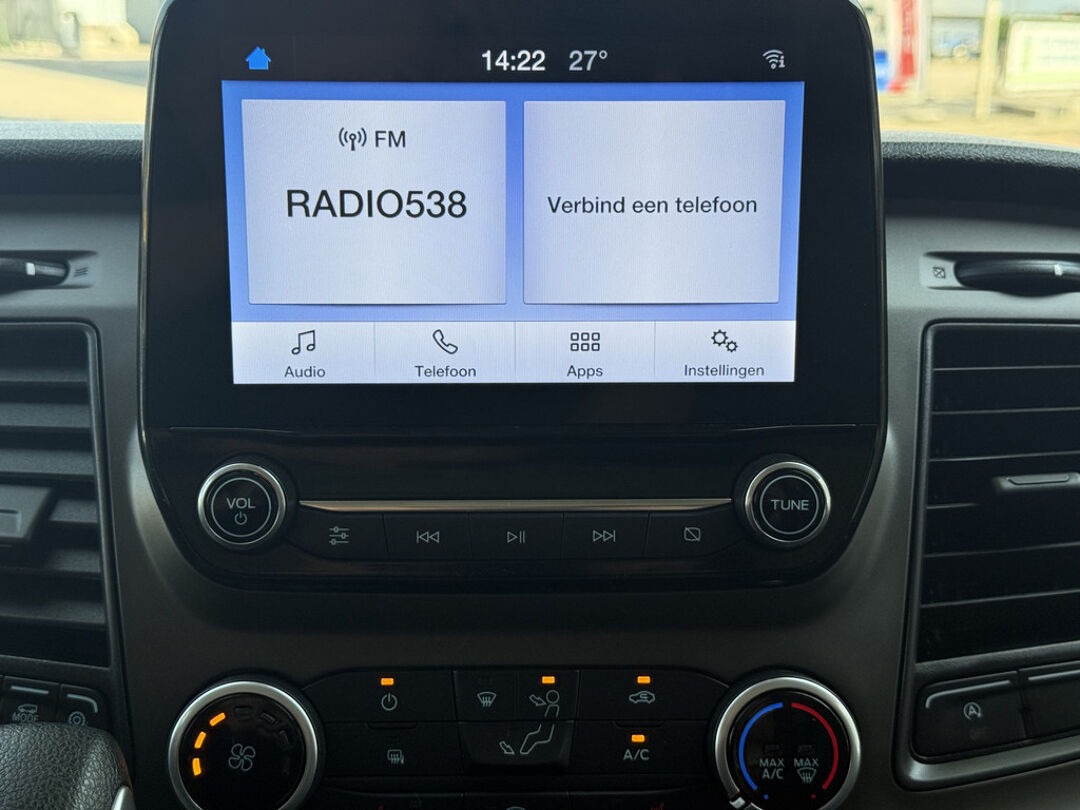 14:22 27°
FM
RADIO538
Verbind een telefoon
Audio
Telefoon
Apps
Instellingen
VOL
TUNE
MODE
A/C
MAX
A/C
MAX